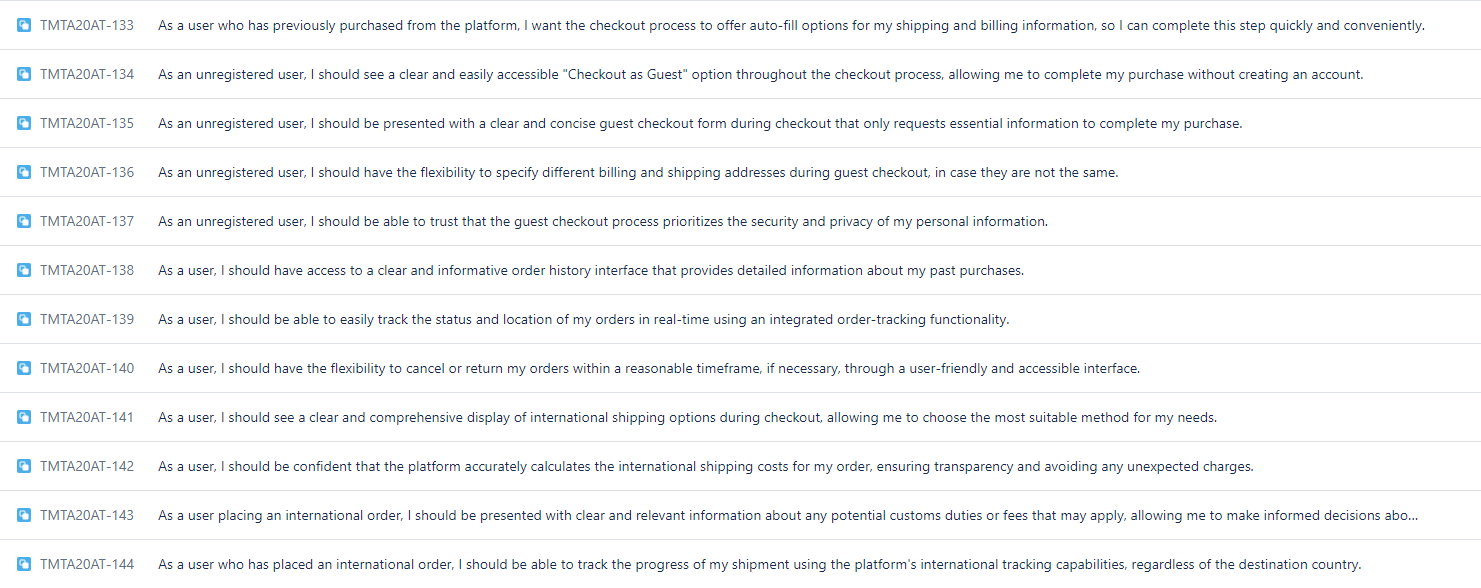 TMTA20AT-133 As a user who has previously purchased from the platform, I want the checkout process to offer auto-fill options for my shipping and billing information, so I can complete this step quickly and conveniently.
TMTA20AT-134 As an unregistered user, I should see a clear and easily accessible "Checkout as Guest" option throughout the checkout process, allowing me to complete my purchase without creating an account.
TMTA20AT-135 As an unregistered user, I should be presented with a clear and concise guest checkout form during checkout that only requests essential information to complete my purchase.
TMTA20AT-136 As an unregistered user, I should have the flexibility to specify different billing and shipping addresses during guest checkout, in case they are not the same.
TMTA20AT-137 As an unregistered user, I should be able to trust that the guest checkout process prioritizes the security and privacy of my personal information.
TMTA20AT-138 As a user, I should have access to a clear and informative order history interface that provides detailed information about my past purchases.
TMTA20AT-139 As a user, I should be able to easily track the status and location of my orders in real-time using an integrated order-tracking functionality.
TMTA20AT-140 As a user, I should have the flexibility to cancel or return my orders within a reasonable timeframe, if necessary, through a user-friendly and accessible interface.
TMTA20AT-141 As a user, I should see a clear and comprehensive display of international shipping options during checkout, allowing me to choose the most suitable method for my needs.
TMTA20AT-142 As a user, I should be confident that the platform accurately calculates the international shipping costs for my order, ensuring transparency and avoiding any unexpected charges.
TMTA20AT-143 As a user placing an international order, I should be presented with clear and relevant information about any potential customs duties or fees that may apply, allowing me to make informed decisions abo...
TMTA20AT-144 As a user who has placed an international order, I should be able to track the progress of my shipment using the platform's international tracking capabilities, regardless of the destination country.